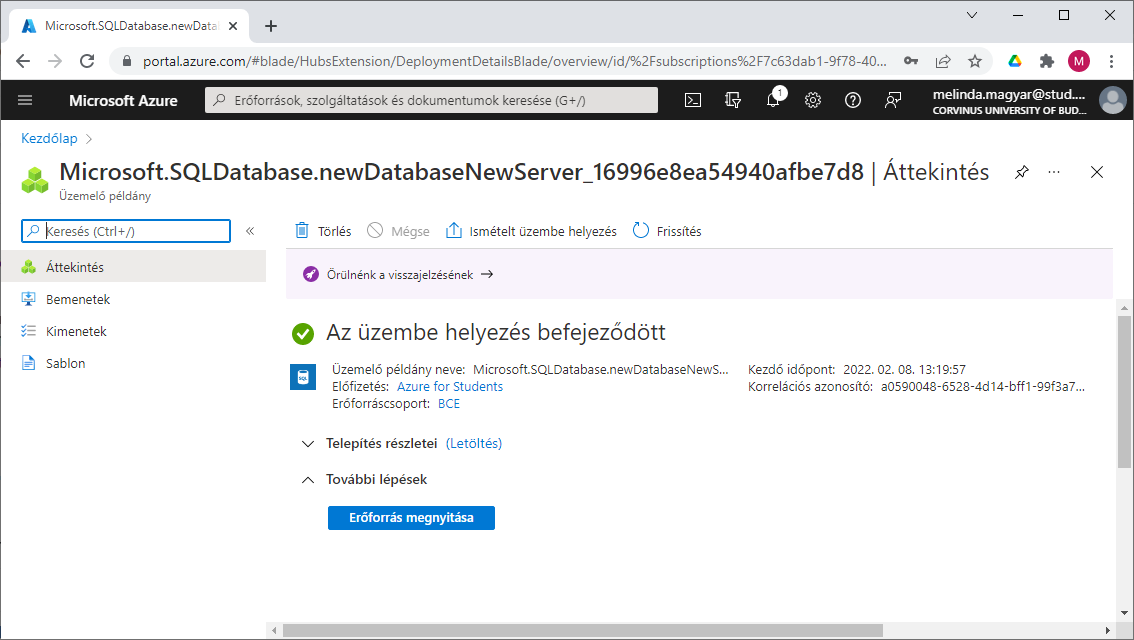 Microsoft.SQLDatabase.newData
portal.azure.com/#blade/HubsExtension/DeploymentDetailsBlade/overview/id/%2Fsubscriptions%2F7c63dab1-9f78-40...
M
Microsoft Azure
Erőforrások, szolgáltatások és dokumentumok keresése (G+/)
1
melinda.magyar@stud....
CORVINUS UNIVERSITY OF BUD...
Kezdőlap
Microsoft.SQLDatabase.newDatabaseNewServer_16996e8ea54940afbe7d8 | Áttekintés
Üzemelő példány
Keresés (Ctrl+/)
Törlés Mégse Ismételt üzembe helyezés Frissítés
Áttekintés
Bemenetek
Kimenetek
Sablon
Örülnénk a visszajelzésének
Az üzembe helyezés befejeződött
SQL
Üzemelő példány neve: Microsoft.SQLDatabase.newDatabaseNewS... Kezdő időpont: 2022. 02. 08. 13:19:57
Előfizetés: Azure for Students Korrelációs azonosító: a0590048-6528-4d14-bff1-99f3a7...
Erőforráscsoport: BCE
Telepítés részletei (Letöltés)
További lépések
Erőforrás megnyitása